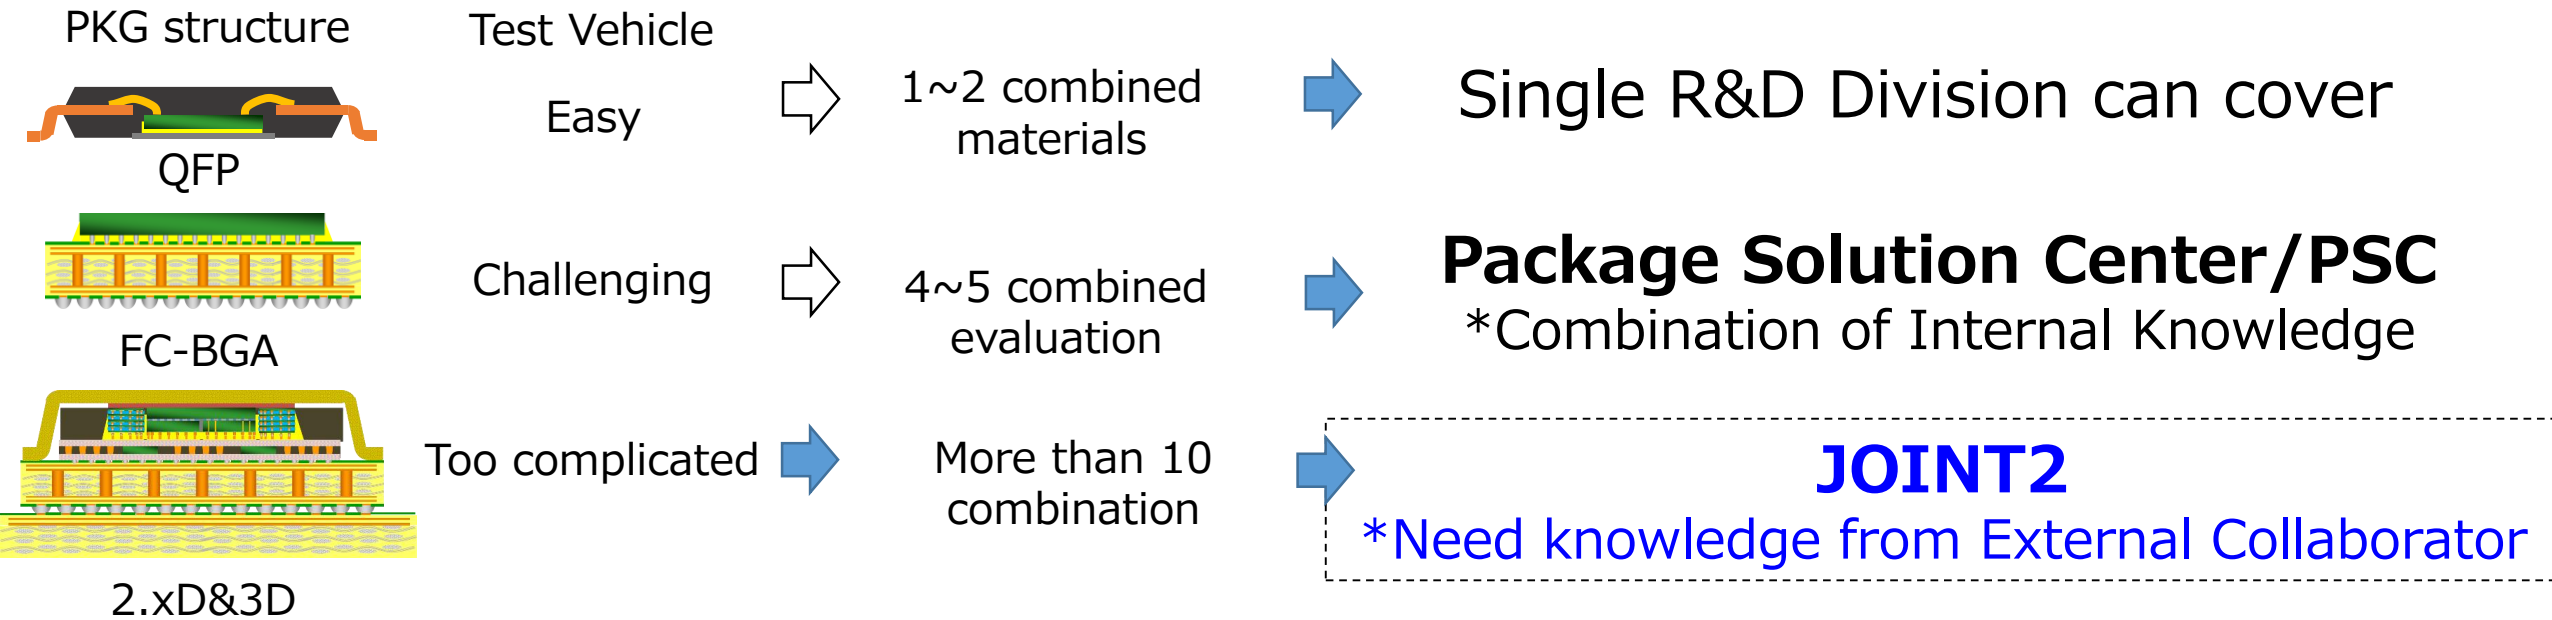 PKG structure
Test Vehicle
QFP
Easy
1~2 combined
materials
Single R&D Division can cover
FC-BGA
Challenging
4~5 combined
evaluation
Package Solution Center/PSC
*Combination of Internal Knowledge
2.xD&3D
Too complicated
More than 10
combination
JOINT2
*Need knowledge from External Collaborator